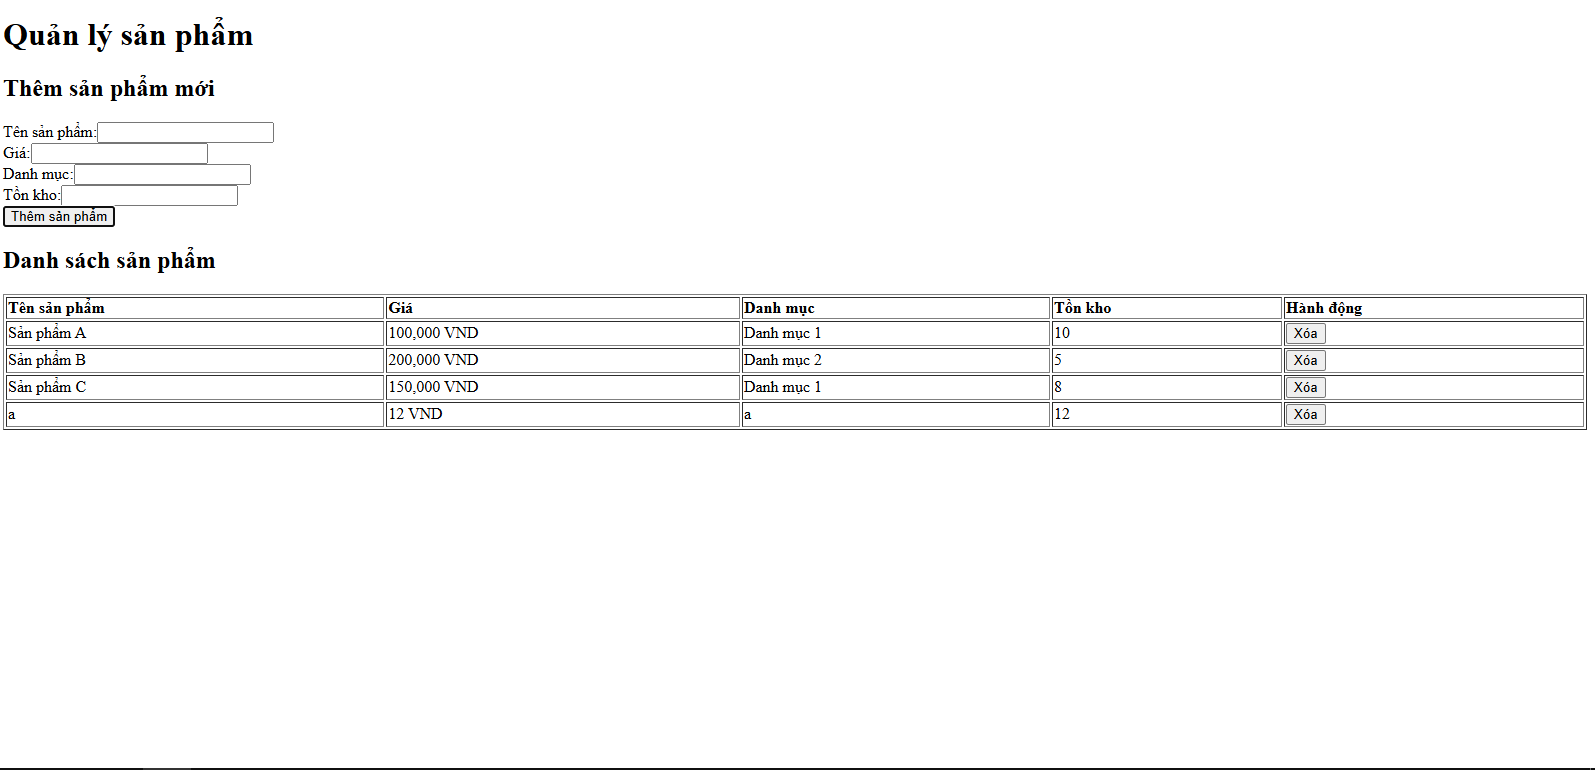 Quản lý sản phẩm
Thêm sản phẩm mới
Tên sản phẩm:
Giá:
Danh mục:
Tồn kho:
Thêm sản phẩm
Danh sách sản phẩm
Tên sản phẩm Giá Danh mục Tồn kho Hành động
Sản phẩm A 100,000 VND Danh mục 1 10 Xóa
Sản phẩm B 200,000 VND Danh mục 2 5 Xóa
Sản phẩm C 150,000 VND Danh mục 1 8 Xóa
a 12 VND a 12 Xóa